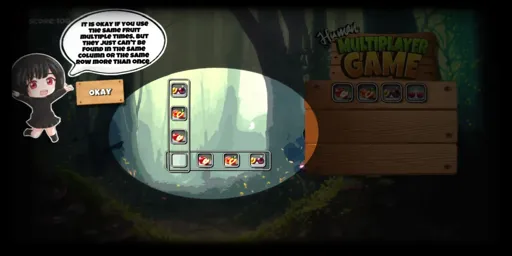 IT IS OKAY IF YOU USE
THE SAME FRUIT
MULTIPLE TIMES, BUT
THEY JUST CAN'T BE
FOUND IN THE SAME
COLUMN OR THE SAME
ROW MORE THAN ONCE
OKAY
Human
MULTIPLAYER
GAME